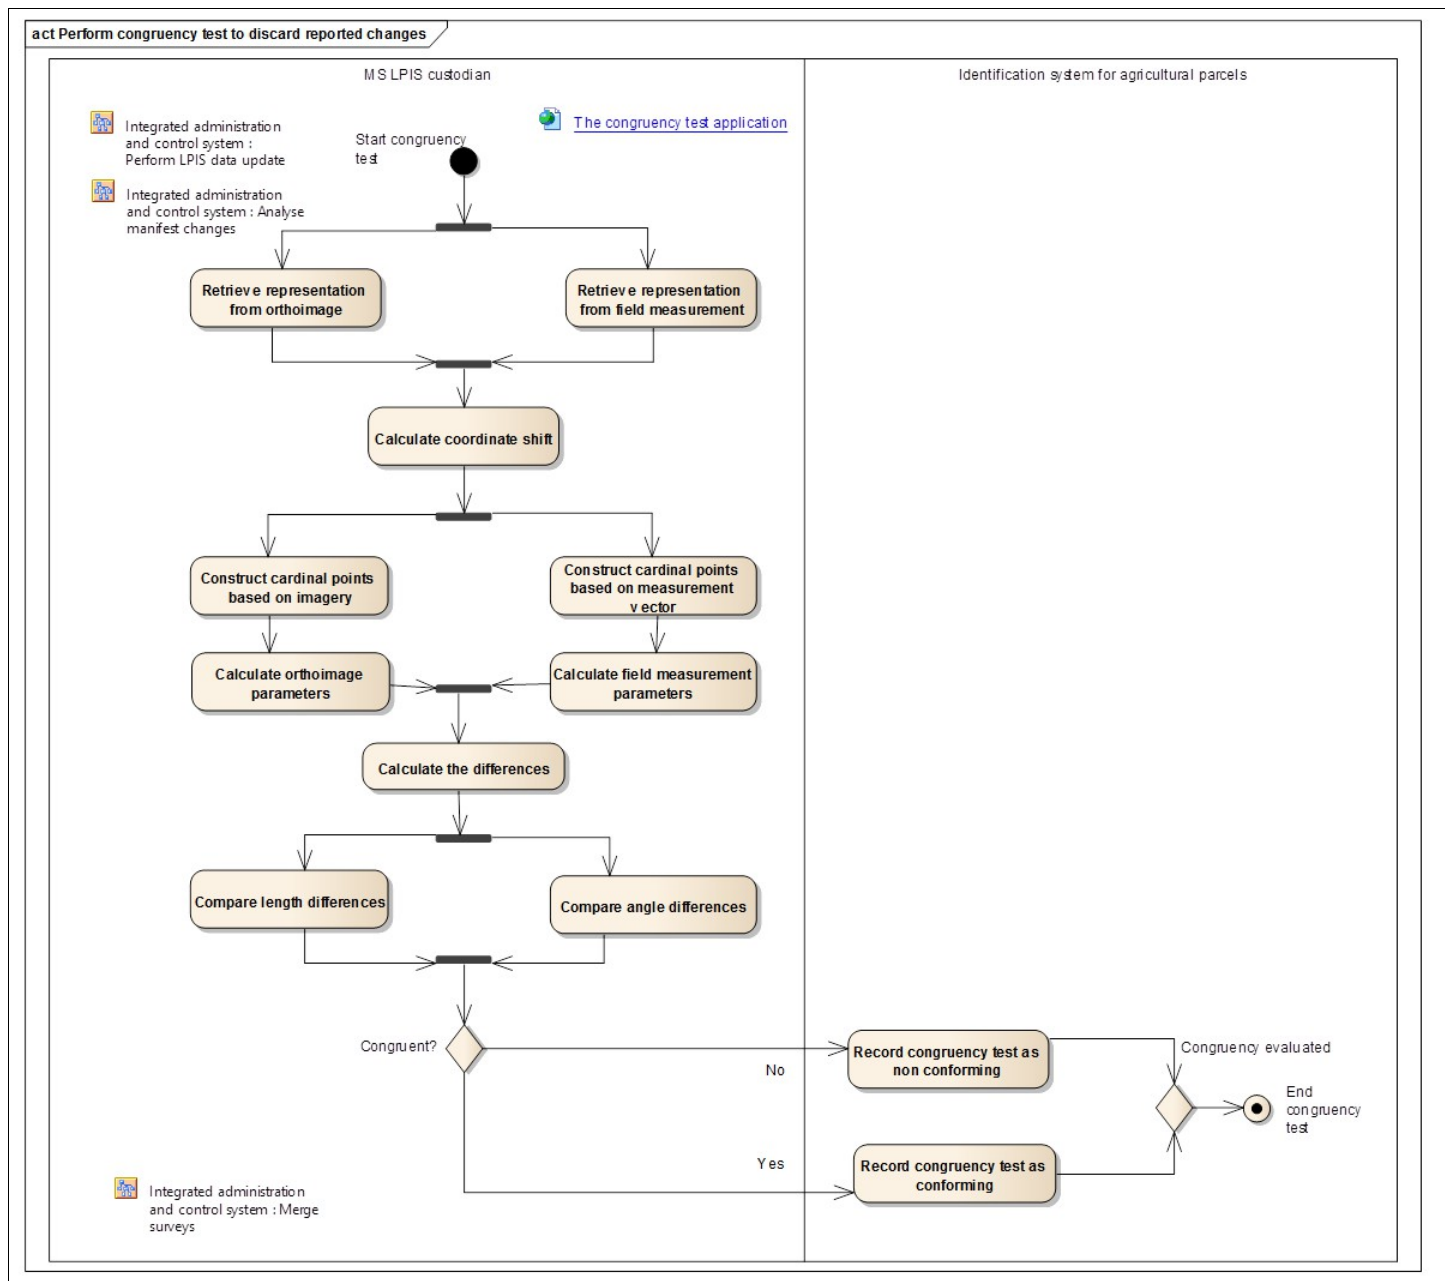 act Perform congruency test to discard reported changes
MS LPIS custodian
Identification system for agricultural parcels
Integrated administration
and control system :
Perform LPIS data update
Start congruency
test
The congruency test application
Integrated administration
and control system : Analyse
manifest changes
Retrieve representation
from orthoimage
Retrieve representation
from field measurement
Calculate coordinate shift
Construct cardinal points
based on imagery
Construct cardinal points
based on measurement
vector
Calculate orthoimage
parameters
Calculate field measurement
parameters
Calculate the differences
Compare length differences
Compare angle differences
Congruent?
No
Record congruency test as
non conforming
Congruency evaluated
End
congruency
test
Yes
Record congruency test as
conforming
Integrated administration
and control system : Merge
surveys